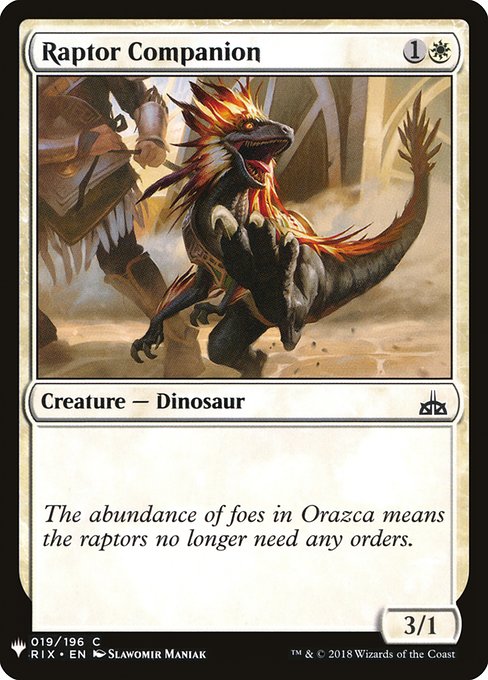 Raptor Companion
1
Creature — Dinosaur
The abundance of foes in Orazca means
the raptors no longer need any orders.
3/1
019/196 C
RIX • EN Slawomir Maniak
™ & © 2018 Wizards of the Coast